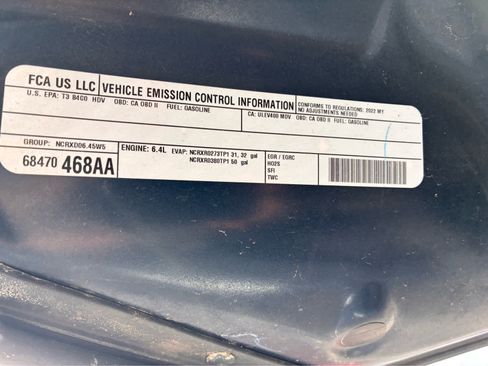 FCA US LLC
VEHICLE EMISSION CONTROL INFORMATION
CONFORMS TO REGULATIONS: 2022 MY
U.S. EPA: T3 B4GO HDV OBD: CA OBD II FUEL: GASOLINE
NO ADJUSTMENTS NEEDED.
CA: ULEV400 MDV OBD: CA OBD II FUEL: GASOLINE
GROUP: NCRXD06.45W5
ENGINE: 6.4L EVAP: NCRXR0273TP1 31, 32 gal
NCRXR0380TP1 50 gal
EGR / EGRC
HO2S
SFI
TWC
68470 468AA